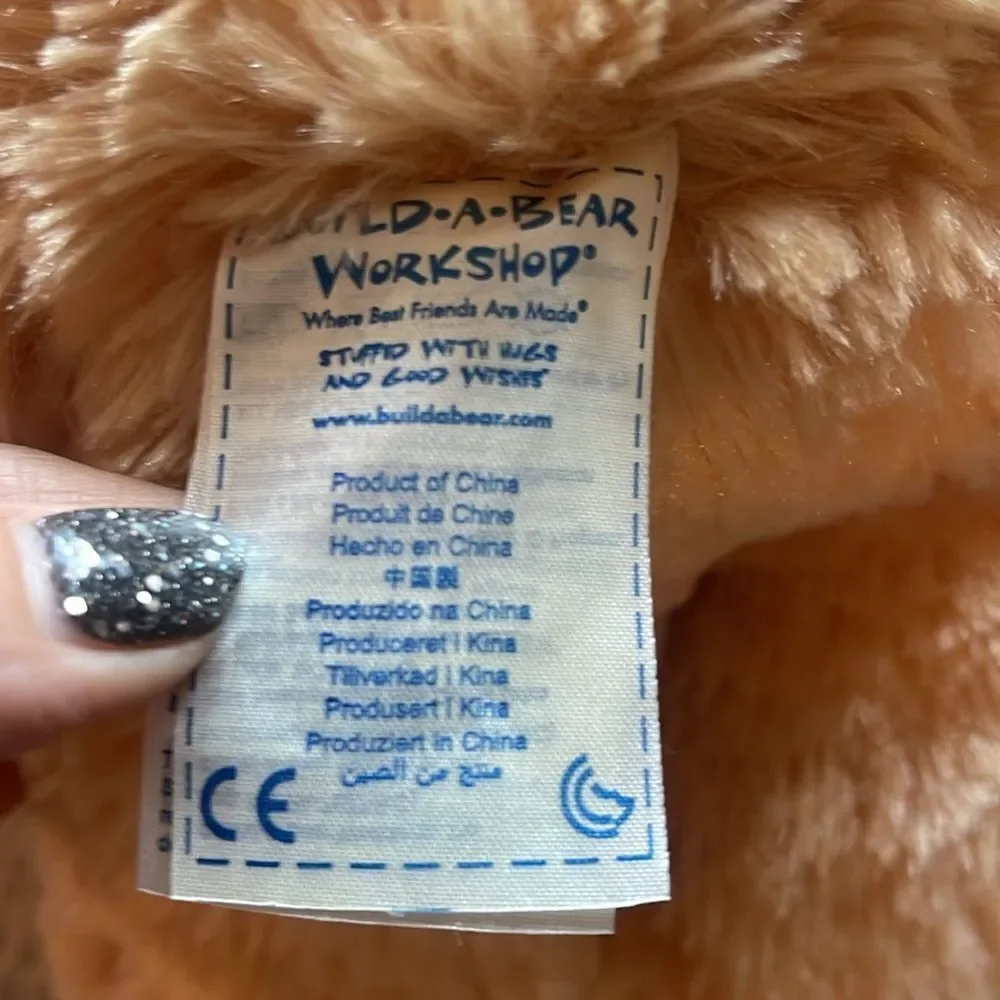 BUILD-A-BEAR
WORKSHOP®
Where Best Friends Are Made®
STUFFED WITH HUGS
AND GOOD WISHES
www.buildabear.com
Product of China
Produit de Chine
Hecho en China
中国製
Produzido na China
Produceret i Kina
Tillverkad i Kina
Produsert i Kina
Produziert in China
منتج من الصين
CE